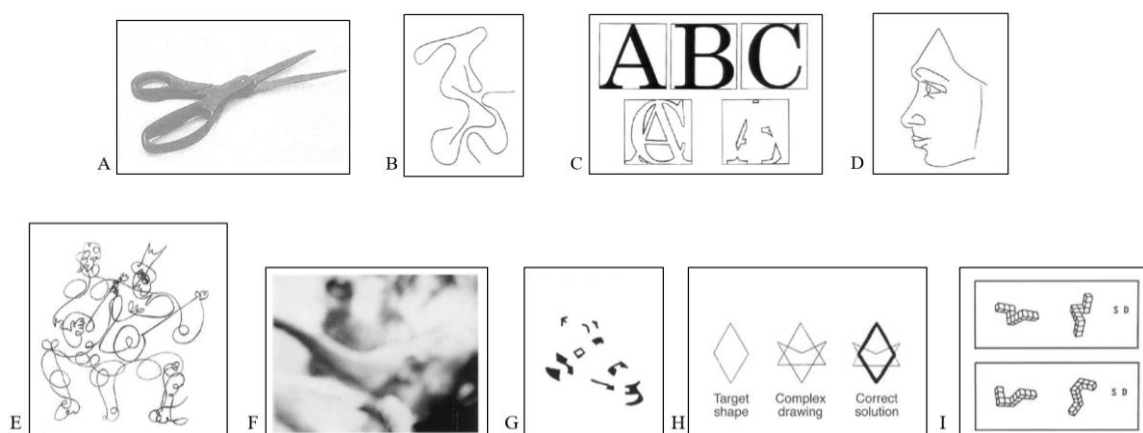 A
B
ABC
C
D
E
F
G
H
Target shape
Complex drawing
Correct solution
I
S D
S D